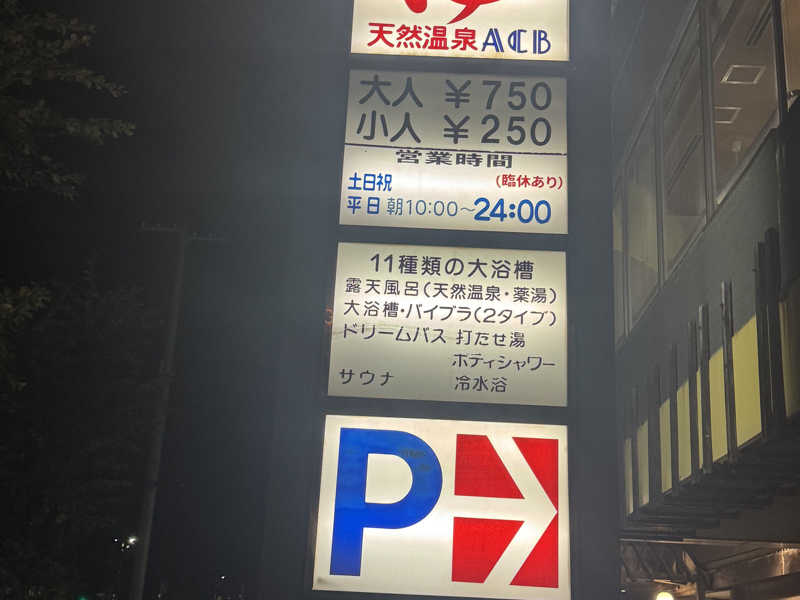 ゆ
天然温泉 ACB
大人 ¥750
小人 ¥250
営業時間
土日祝 (臨休あり)
平日 朝10:00~24:00
11種類の大浴槽
露天風呂(天然温泉・薬湯)
大浴槽・バイブラ(2タイプ)
ドリームバス 打たせ湯
ボディシャワー
サウナ 冷水浴
P